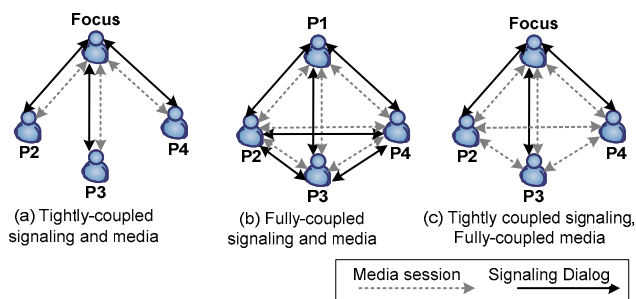 Focus
P2
P3
P4
(a) Tightly-coupled
signaling and media
P1
P2
P3
P4
(b) Fully-coupled
signaling and media
Focus
P2
P3
P4
(c) Tightly coupled signaling,
Fully-coupled media
Media session
Signaling Dialog